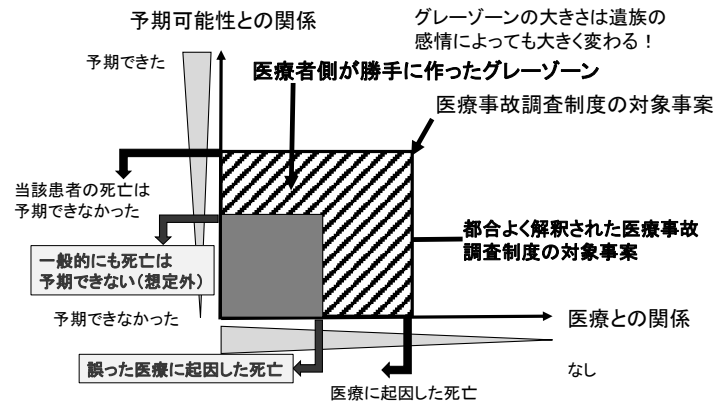 予期可能性との関係
グレーゾーンの大きさは遺族の
感情によっても大きく変わる！
予期できた
医療者側が勝手に作ったグレーゾーン
医療事故調査制度の対象事案
当該患者の死亡は
予期できなかった
都合よく解釈された医療事故
調査制度の対象事案
一般的にも死亡は
予期できない(想定外)
予期できなかった
医療との関係
誤った医療に起因した死亡
なし
医療に起因した死亡